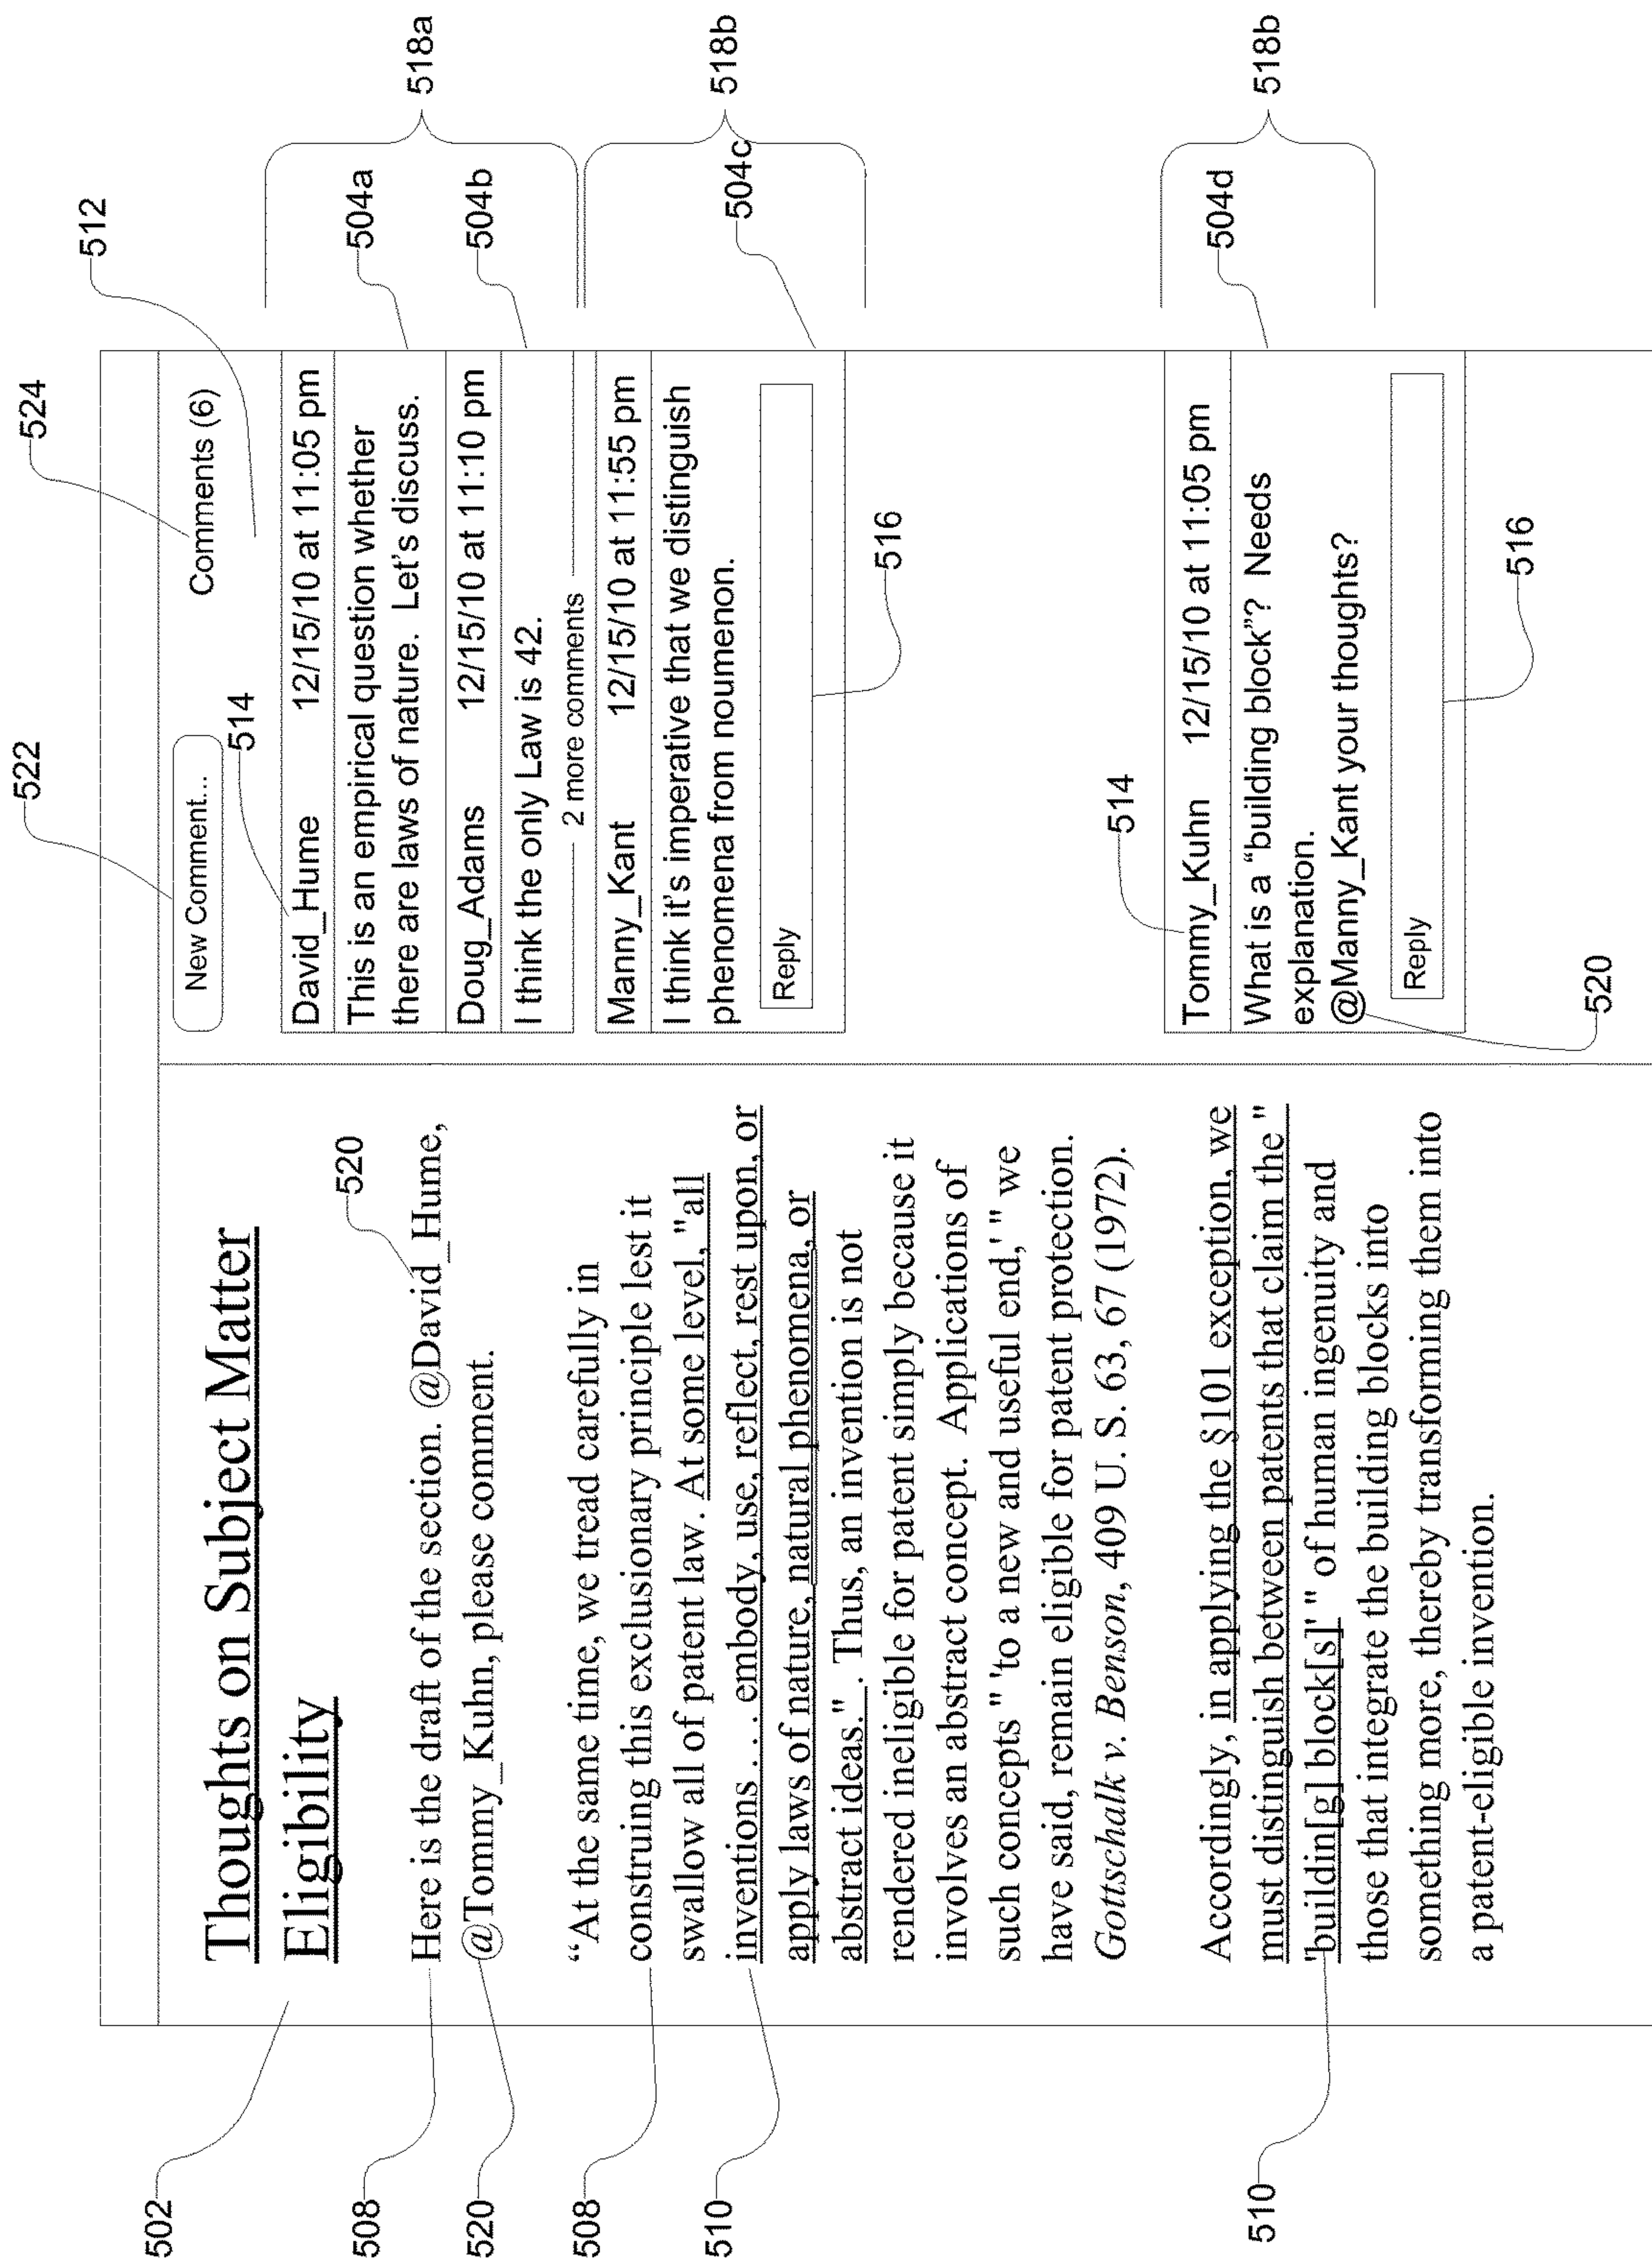 522
524
512
New Comment...
Comments (6)
514
David_Hume 12/15/10 at 11:05 pm
This is an empirical question whether
there are laws of nature. Let's discuss.
504a
518a
Doug_Adams 12/15/10 at 11:10 pm
504b
I think the only Law is 42.
2 more comments
Manny_Kant 12/15/10 at 11:55 pm
I think it's imperative that we distinguish
phenomena from noumenon.
504c
518b
Reply
516
514
Tommy_Kuhn 12/15/10 at 11:05 pm
What is a “building block”? Needs
explanation.
@Manny_Kant your thoughts?
504d
518b
Reply
516
520
502
Thoughts on Subject Matter
Eligibility
520
508
Here is the draft of the section. @David_Hume,
520
@Tommy_Kuhn, please comment.
“At the same time, we tread carefully in
508
construing this exclusionary principle lest it
swallow all of patent law. At some level, "all
510
inventions . . . embody, use, reflect, rest upon, or
apply laws of nature, natural phenomena, or
abstract ideas." . Thus, an invention is not
rendered ineligible for patent simply because it
involves an abstract concept. Applications of
such concepts " 'to a new and useful end,' " we
have said, remain eligible for patent protection.
Gottschalk v. Benson, 409 U. S. 63, 67 (1972).
Accordingly, in applying the §101 exception, we
must distinguish between patents that claim the "
510
'buildin[g] block[s]' " of human ingenuity and
those that integrate the building blocks into
something more, thereby transforming them into
a patent-eligible invention.